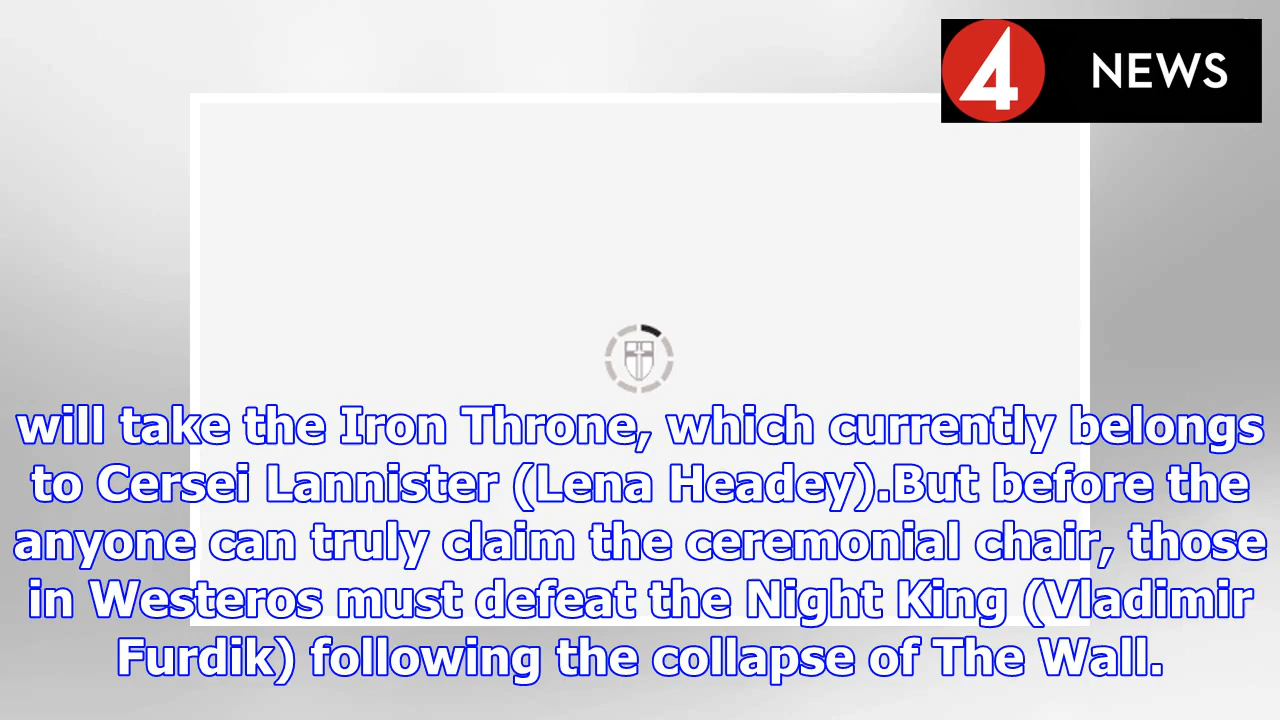 4 NEWS
will take the Iron Throne, which currently belongs
to Cersei Lannister (Lena Headey).But before the
anyone can truly claim the ceremonial chair, those
in Westeros must defeat the Night King (Vladimir
Furdik) following the collapse of The Wall.